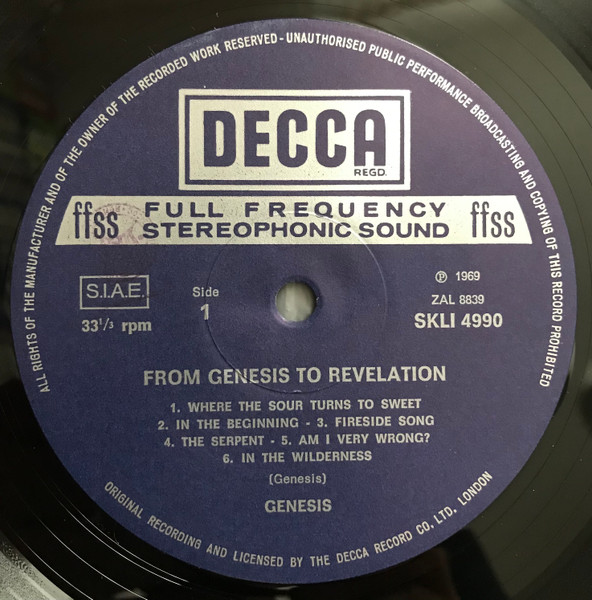 ALL RIGHTS OF THE MANUFACTURER AND OF THE OWNER OF THE RECORDED WORK RESERVED - UNAUTHORISED PUBLIC PERFORMANCE BROADCASTING AND COPYING OF THIS RECORD PROHIBITED
DECCA
REGD.
ffss FULL FREQUENCY STEREOPHONIC SOUND ffss
S.I.A.E.
33 1/3 rpm
Side
1
℗ 1969
ZAL 8839
SKLI 4990
FROM GENESIS TO REVELATION
1. WHERE THE SOUR TURNS TO SWEET
2. IN THE BEGINNING - 3. FIRESIDE SONG
4. THE SERPENT - 5. AM I VERY WRONG?
6. IN THE WILDERNESS
(Genesis)
GENESIS
ORIGINAL RECORDING AND LICENSED BY THE DECCA RECORD CO. LTD. LONDON